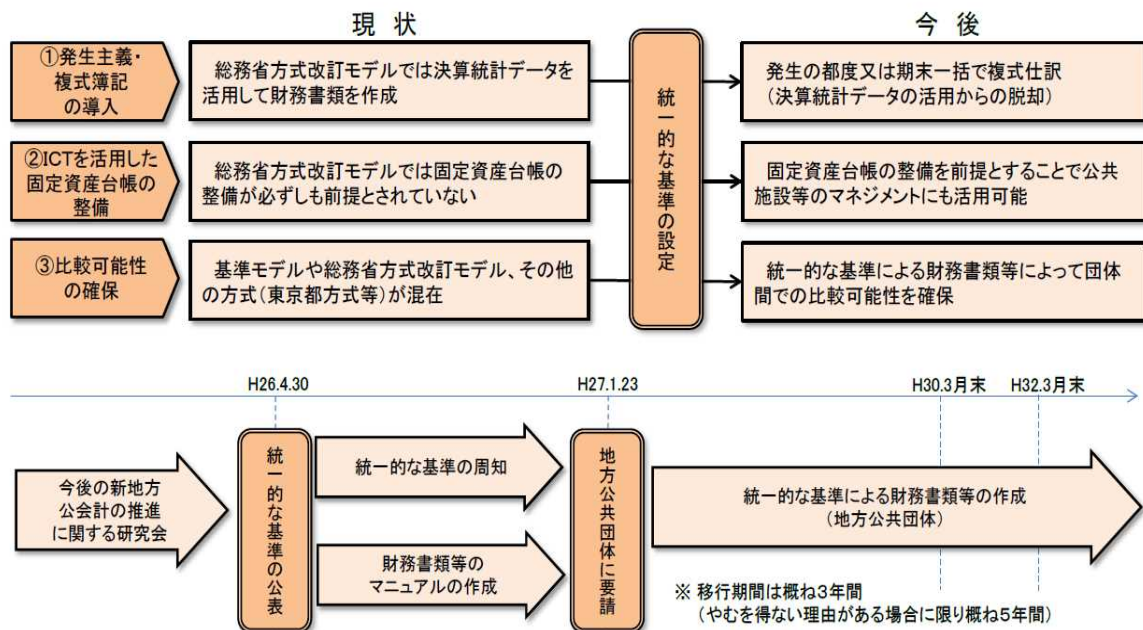 現 状
今 後
①発生主義・
複式簿記
の導入
総務省方式改訂モデルでは決算統計データを
活用して財務書類を作成
発生の都度又は期末一括で複式仕訳
(決算統計データの活用からの脱却)
②ICTを活用した
固定資産台帳の
整備
総務省方式改訂モデルでは固定資産台帳の
整備が必ずしも前提とされていない
固定資産台帳の整備を前提とすることで公共
施設等のマネジメントにも活用可能
③比較可能性
の確保
基準モデルや総務省方式改訂モデル、その他
の方式(東京都方式等)が混在
統一的な基準による財務書類等によって団体
間での比較可能性を確保
統一的な基準の設定
H26.4.30
H27.1.23
H30.3月末
H32.3月末
今後の新地方
公会計の推進
に関する研究会
統一的な基準の公表
統一的な基準の周知
財務書類等の
マニュアルの作成
地方公共団体に要請
統一的な基準による財務書類等の作成
(地方公共団体)
※ 移行期間は概ね3年間
(やむを得ない理由がある場合に限り概ね5年間)